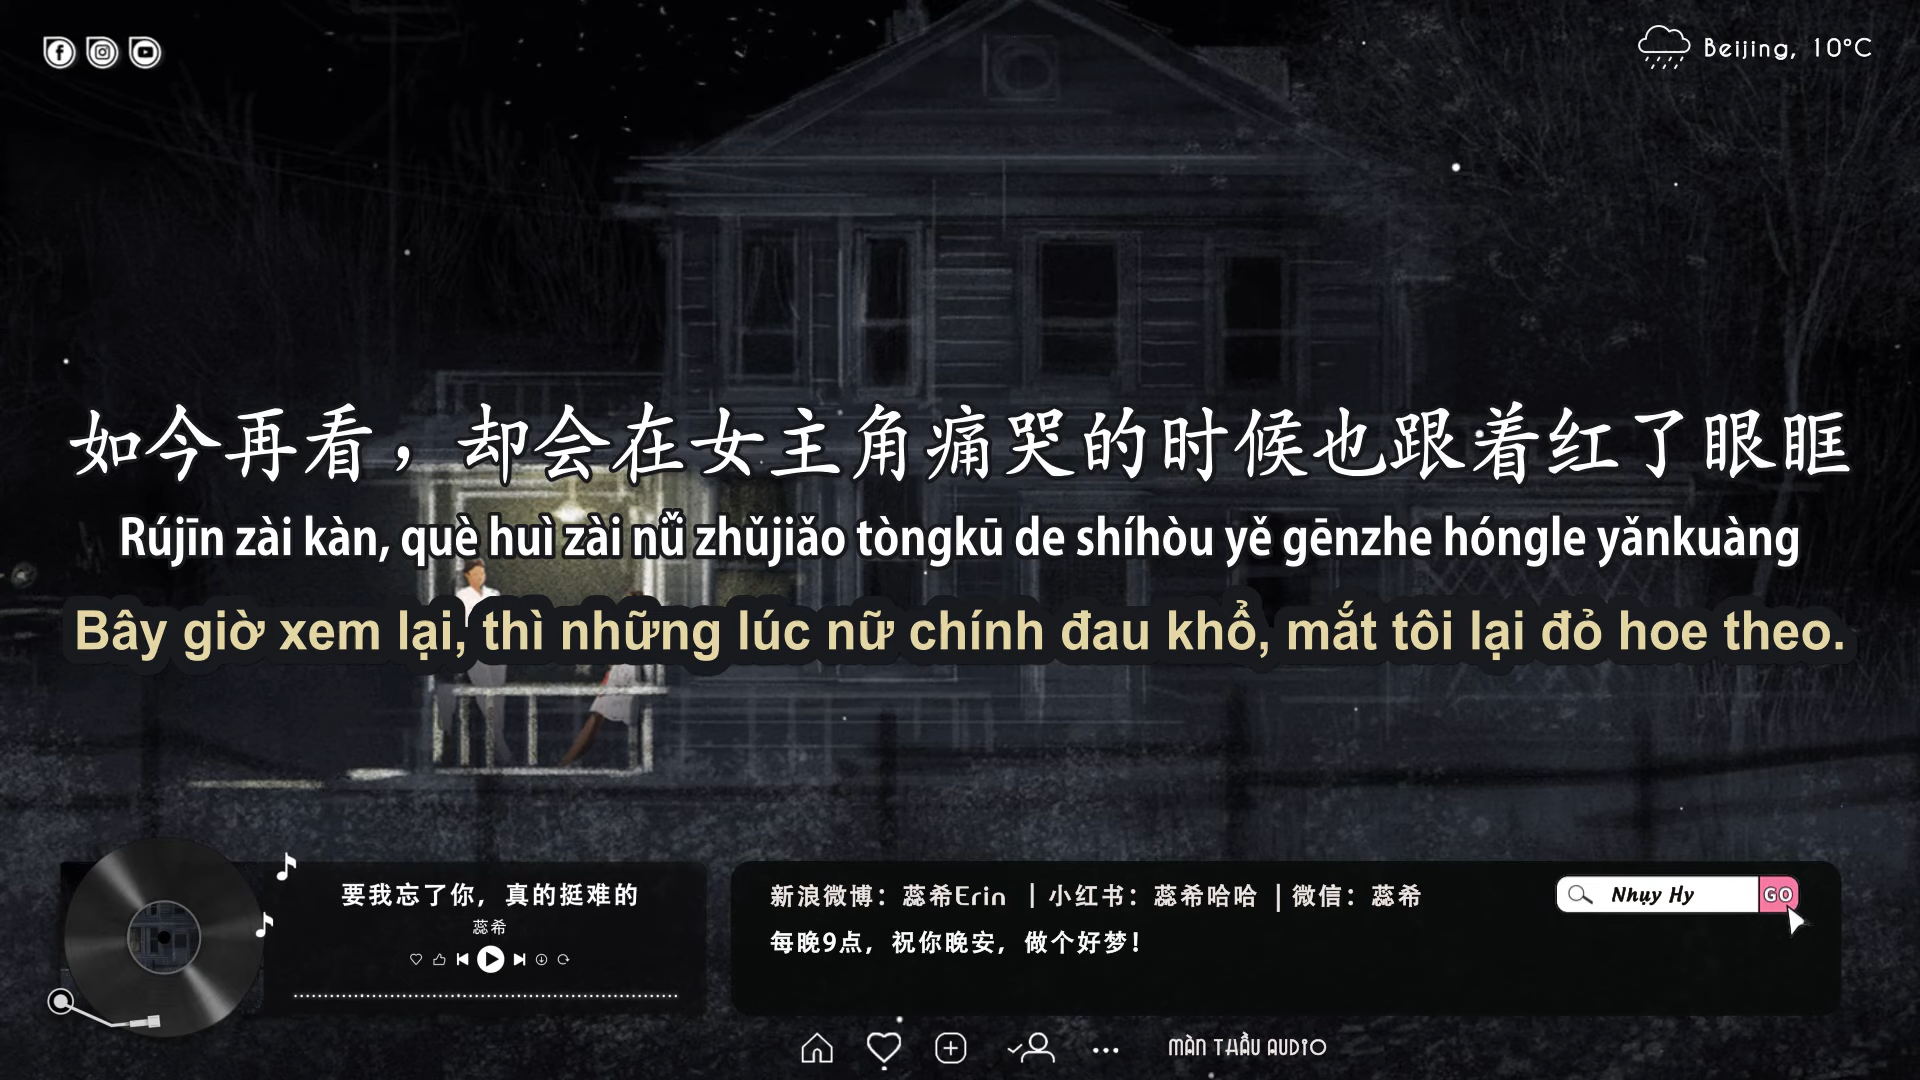 Beijing, 10°C
如今再看，却会在女主角痛哭的时候也跟着红了眼眶
Rújīn zài kàn, què huì zài nǚ zhǔjiǎo tòngkū de shíhòu yě gēnzhe hóngle yǎnkuàng
Bây giờ xem lại, thì những lúc nữ chính đau khổ, mắt tôi lại đỏ hoe theo.
要我忘了你，真的挺难的
蕊希
新浪微博：蕊希Erin ｜小红书：蕊希哈哈 ｜微信：蕊希
每晚9点，祝你晚安，做个好梦！
Nhụy Hy
GO
MÀN THẦU AUDIO